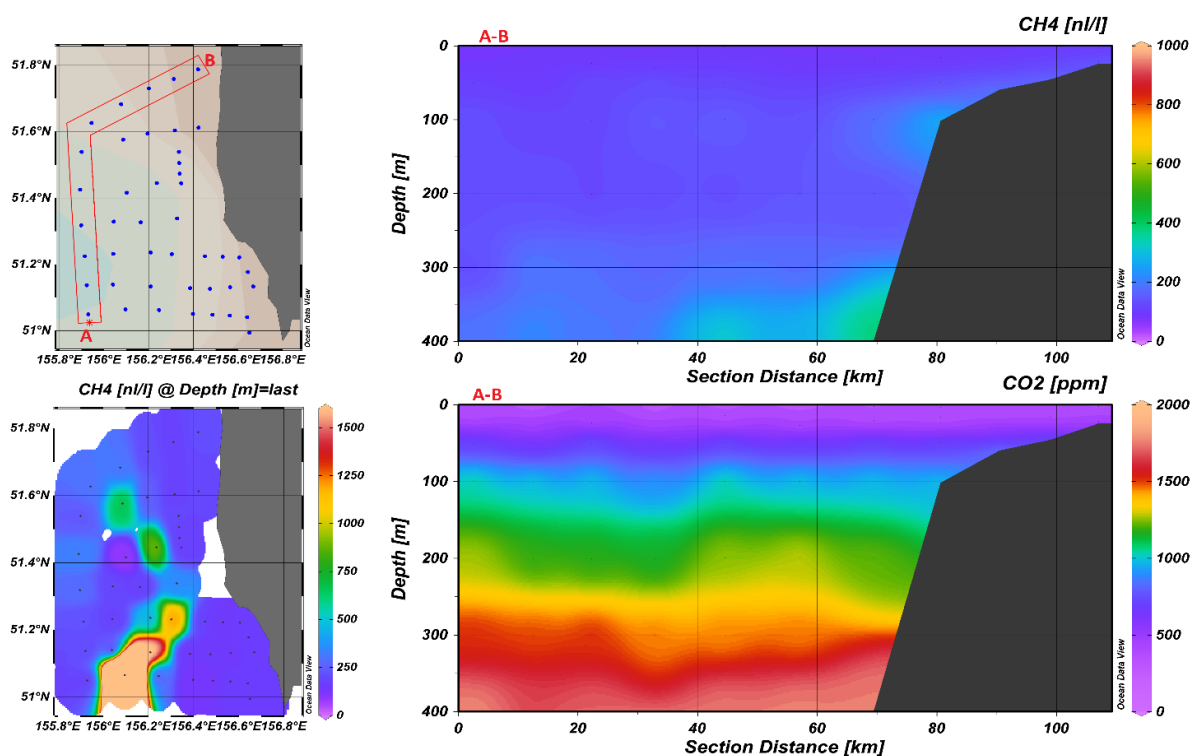 A-B
CH4 [nl/l]
51.8°N
51.6°N
51.4°N
51.2°N
51°N
B
A
155.8°E
156°E
156.2°E
156.4°E
156.6°E
156.8°E
Ocean Data View
0
100
200
300
400
Depth [m]
0
20
40
60
80
100
Section Distance [km]
Ocean Data View
1000
800
600
400
200
0
CH4 [nl/l] @ Depth [m]=last
51.8°N
51.6°N
51.4°N
51.2°N
51°N
155.8°E
156°E
156.2°E
156.4°E
156.6°E
156.8°E
Ocean Data View
1500
1250
1000
750
500
250
0
A-B
CO2 [ppm]
0
100
200
300
400
Depth [m]
0
20
40
60
80
100
Section Distance [km]
Ocean Data View
2000
1500
1000
500
0